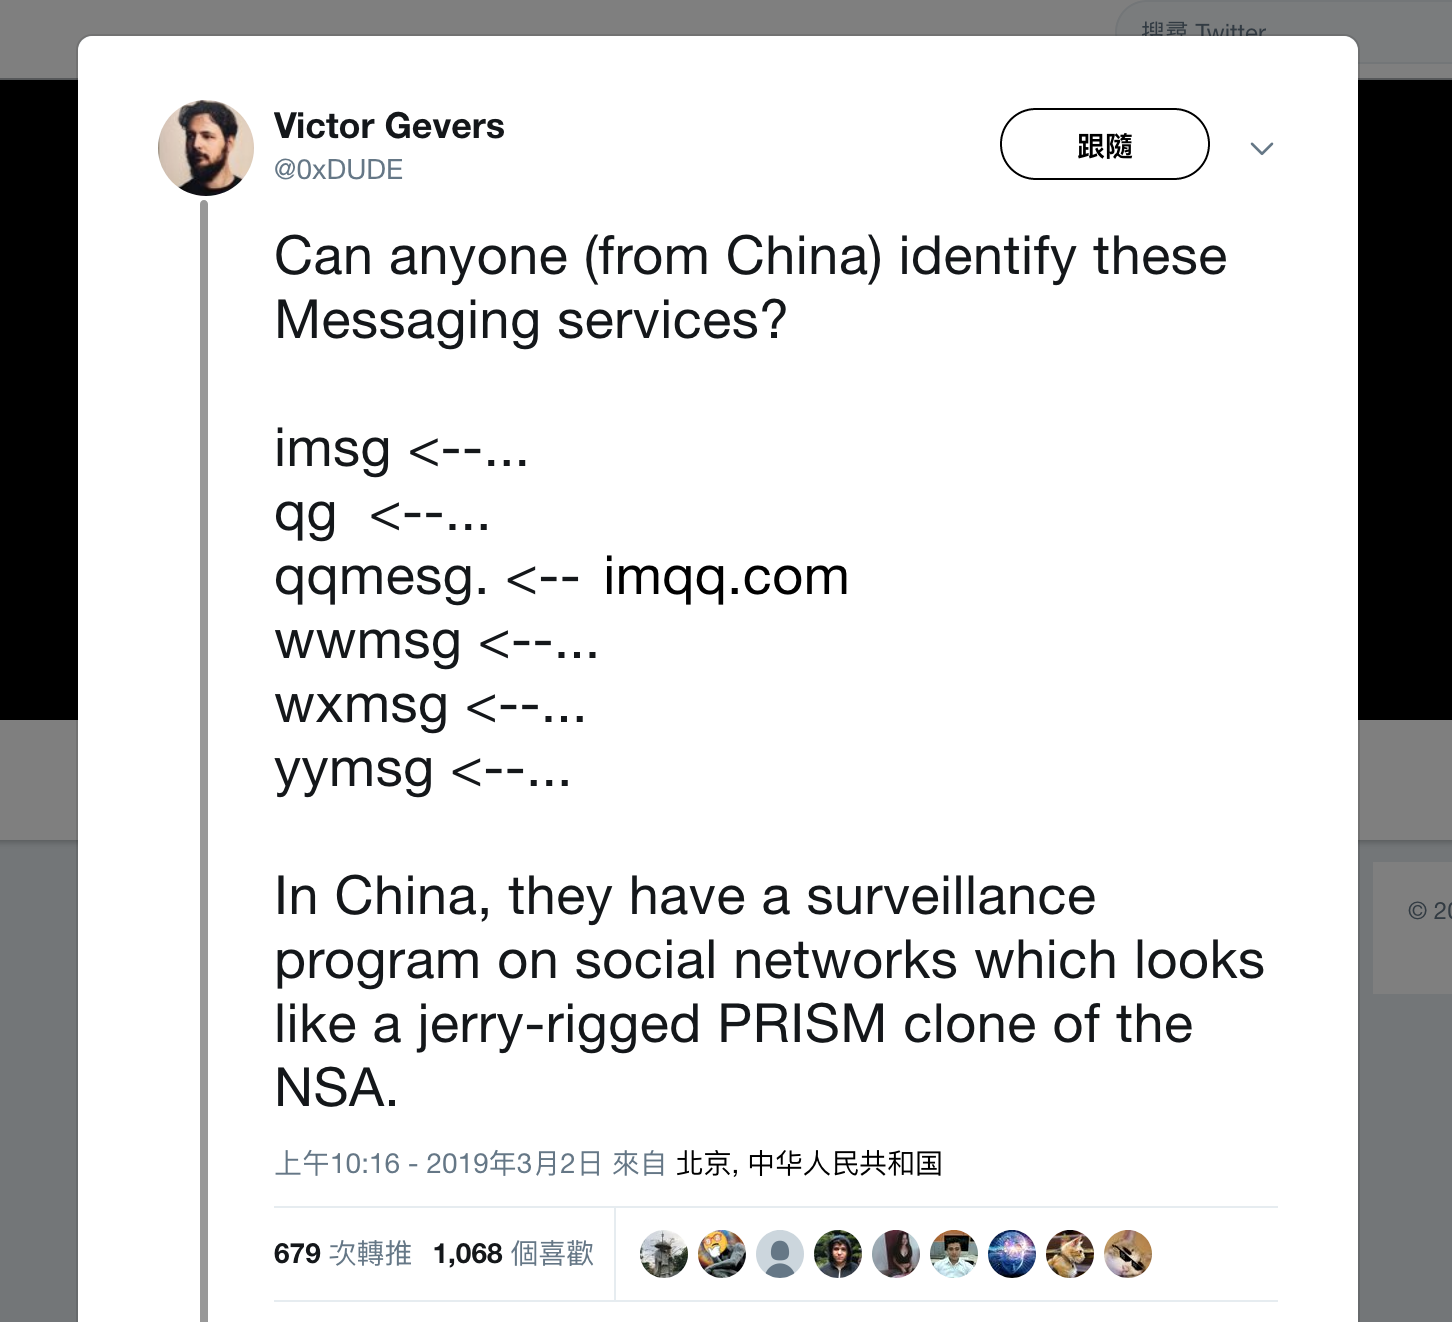 搜尋 Twitter
Victor Gevers
@0xDUDE
跟隨
Can anyone (from China) identify these
Messaging services?
imsg <--...
qg  <--...
qqmesg. <-- imqq.com
wwmsg <--...
wxmsg <--...
yymsg <--...
In China, they have a surveillance
program on social networks which looks
like a jerry-rigged PRISM clone of the
NSA.
上午10:16 - 2019年3月2日 來自 北京, 中华人民共和国
679 次轉推 1,068 個喜歡